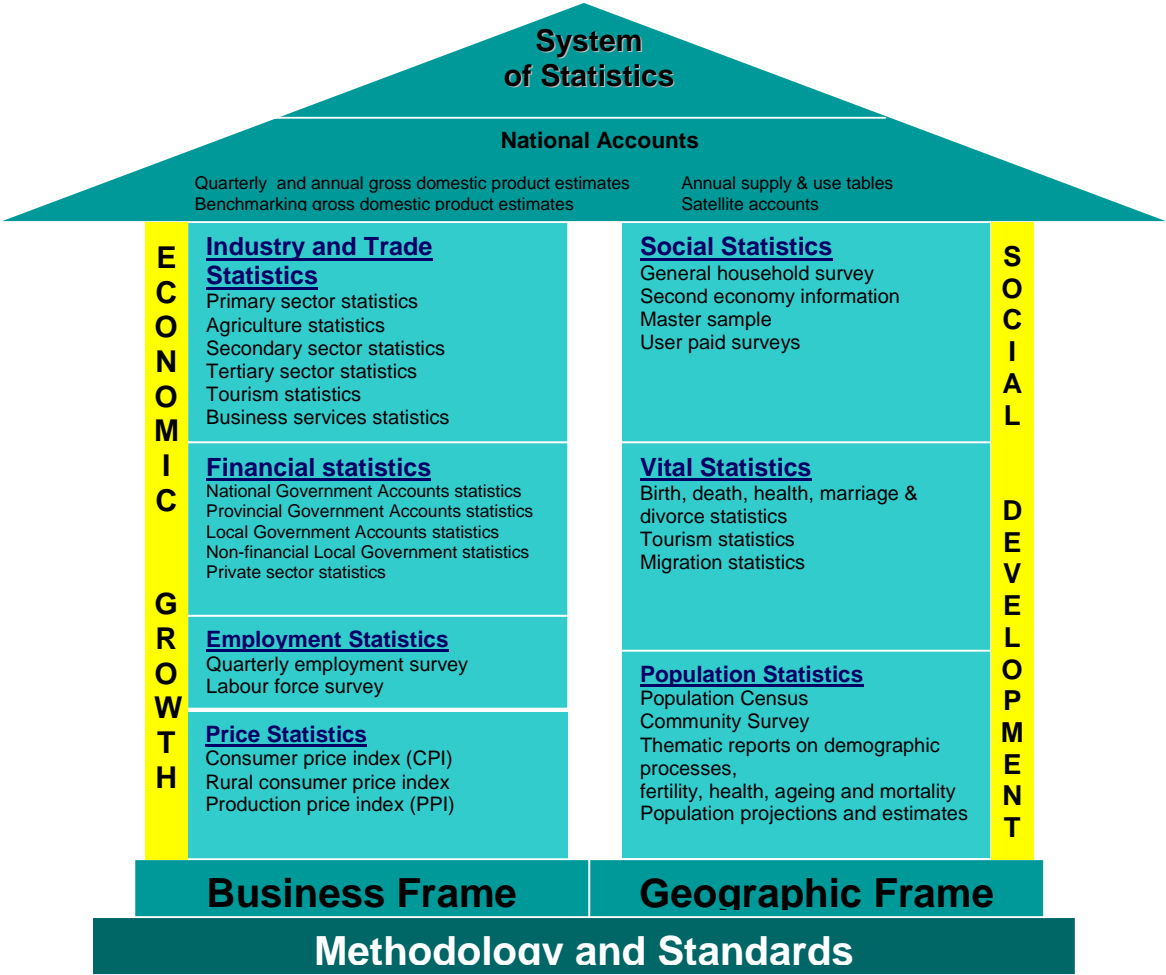 System
of Statistics
National Accounts
Quarterly and annual gross domestic product estimates
Benchmarking gross domestic product estimates
Annual supply & use tables
Satellite accounts
ECONOMIC GROWTH
Industry and Trade
Statistics
Primary sector statistics
Agriculture statistics
Secondary sector statistics
Tertiary sector statistics
Tourism statistics
Business services statistics
Financial statistics
National Government Accounts statistics
Provincial Government Accounts statistics
Local Government Accounts statistics
Non-financial Local Government statistics
Private sector statistics
Employment Statistics
Quarterly employment survey
Labour force survey
Price Statistics
Consumer price index (CPI)
Rural consumer price index
Production price index (PPI)
Social Statistics
General household survey
Second economy information
Master sample
User paid surveys
Vital Statistics
Birth, death, health, marriage &
divorce statistics
Tourism statistics
Migration statistics
Population Statistics
Population Census
Community Survey
Thematic reports on demographic
processes,
fertility, health, ageing and mortality
Population projections and estimates
SOCIAL DEVELOPMENT
Business Frame
Geographic Frame
Methodology and Standards